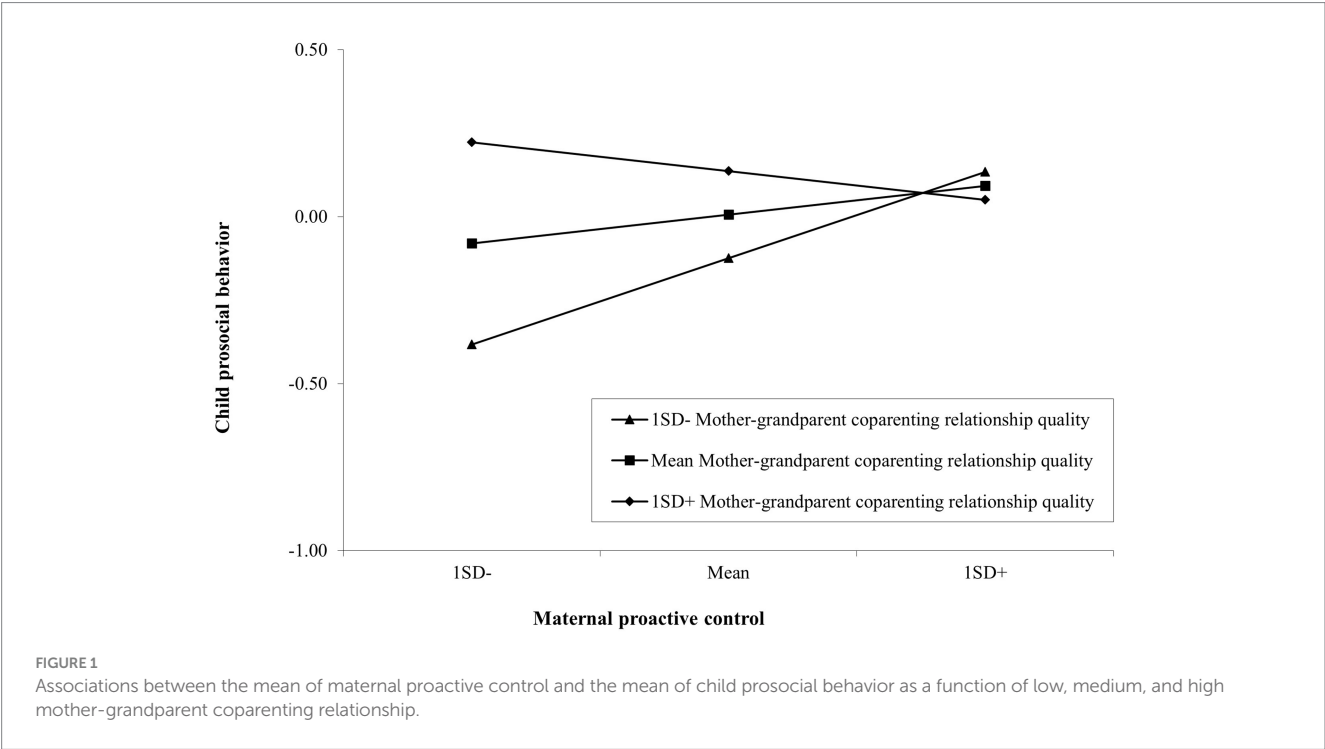 0.50
0.00
-0.50
-1.00
Child prosocial behavior
1SD- Mother-grandparent coparenting relationship quality
Mean Mother-grandparent coparenting relationship quality
1SD+ Mother-grandparent coparenting relationship quality
1SD-
Mean
1SD+
Maternal proactive control
FIGURE 1
Associations between the mean of maternal proactive control and the mean of child prosocial behavior as a function of low, medium, and high
mother-grandparent coparenting relationship.